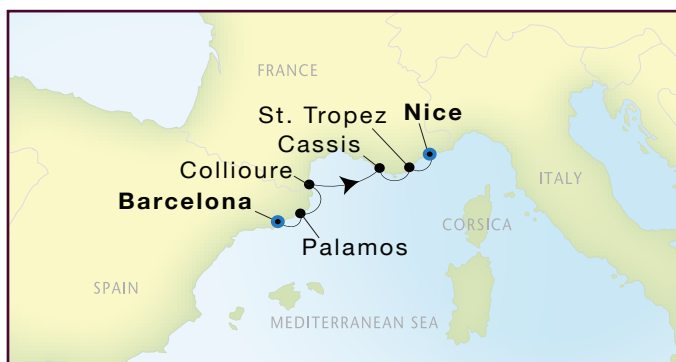 FRANCE
St. Tropez
Nice
Cassis
Collioure
ITALY
Barcelona
CORSICA
Palamos
SPAIN
MEDITERRANEAN SEA